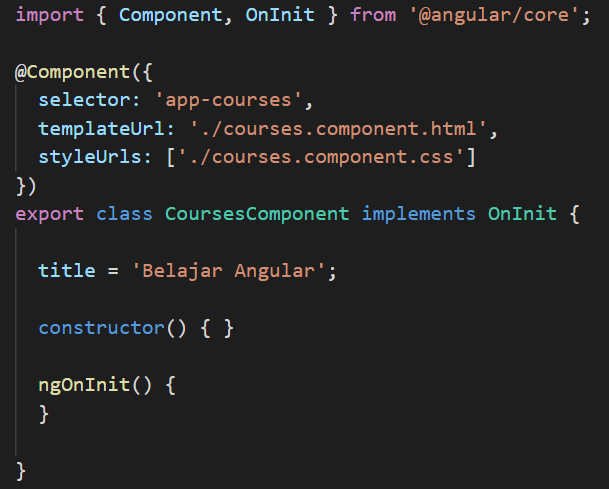 import { Component, OnInit } from '@angular/core';
@Component({
selector: 'app-courses',
templateUrl: './courses.component.html',
styleUrls: ['./courses.component.css']
})
export class CoursesComponent implements OnInit {
title = 'Belajar Angular';
constructor() { }
ngOnInit() {
}
}